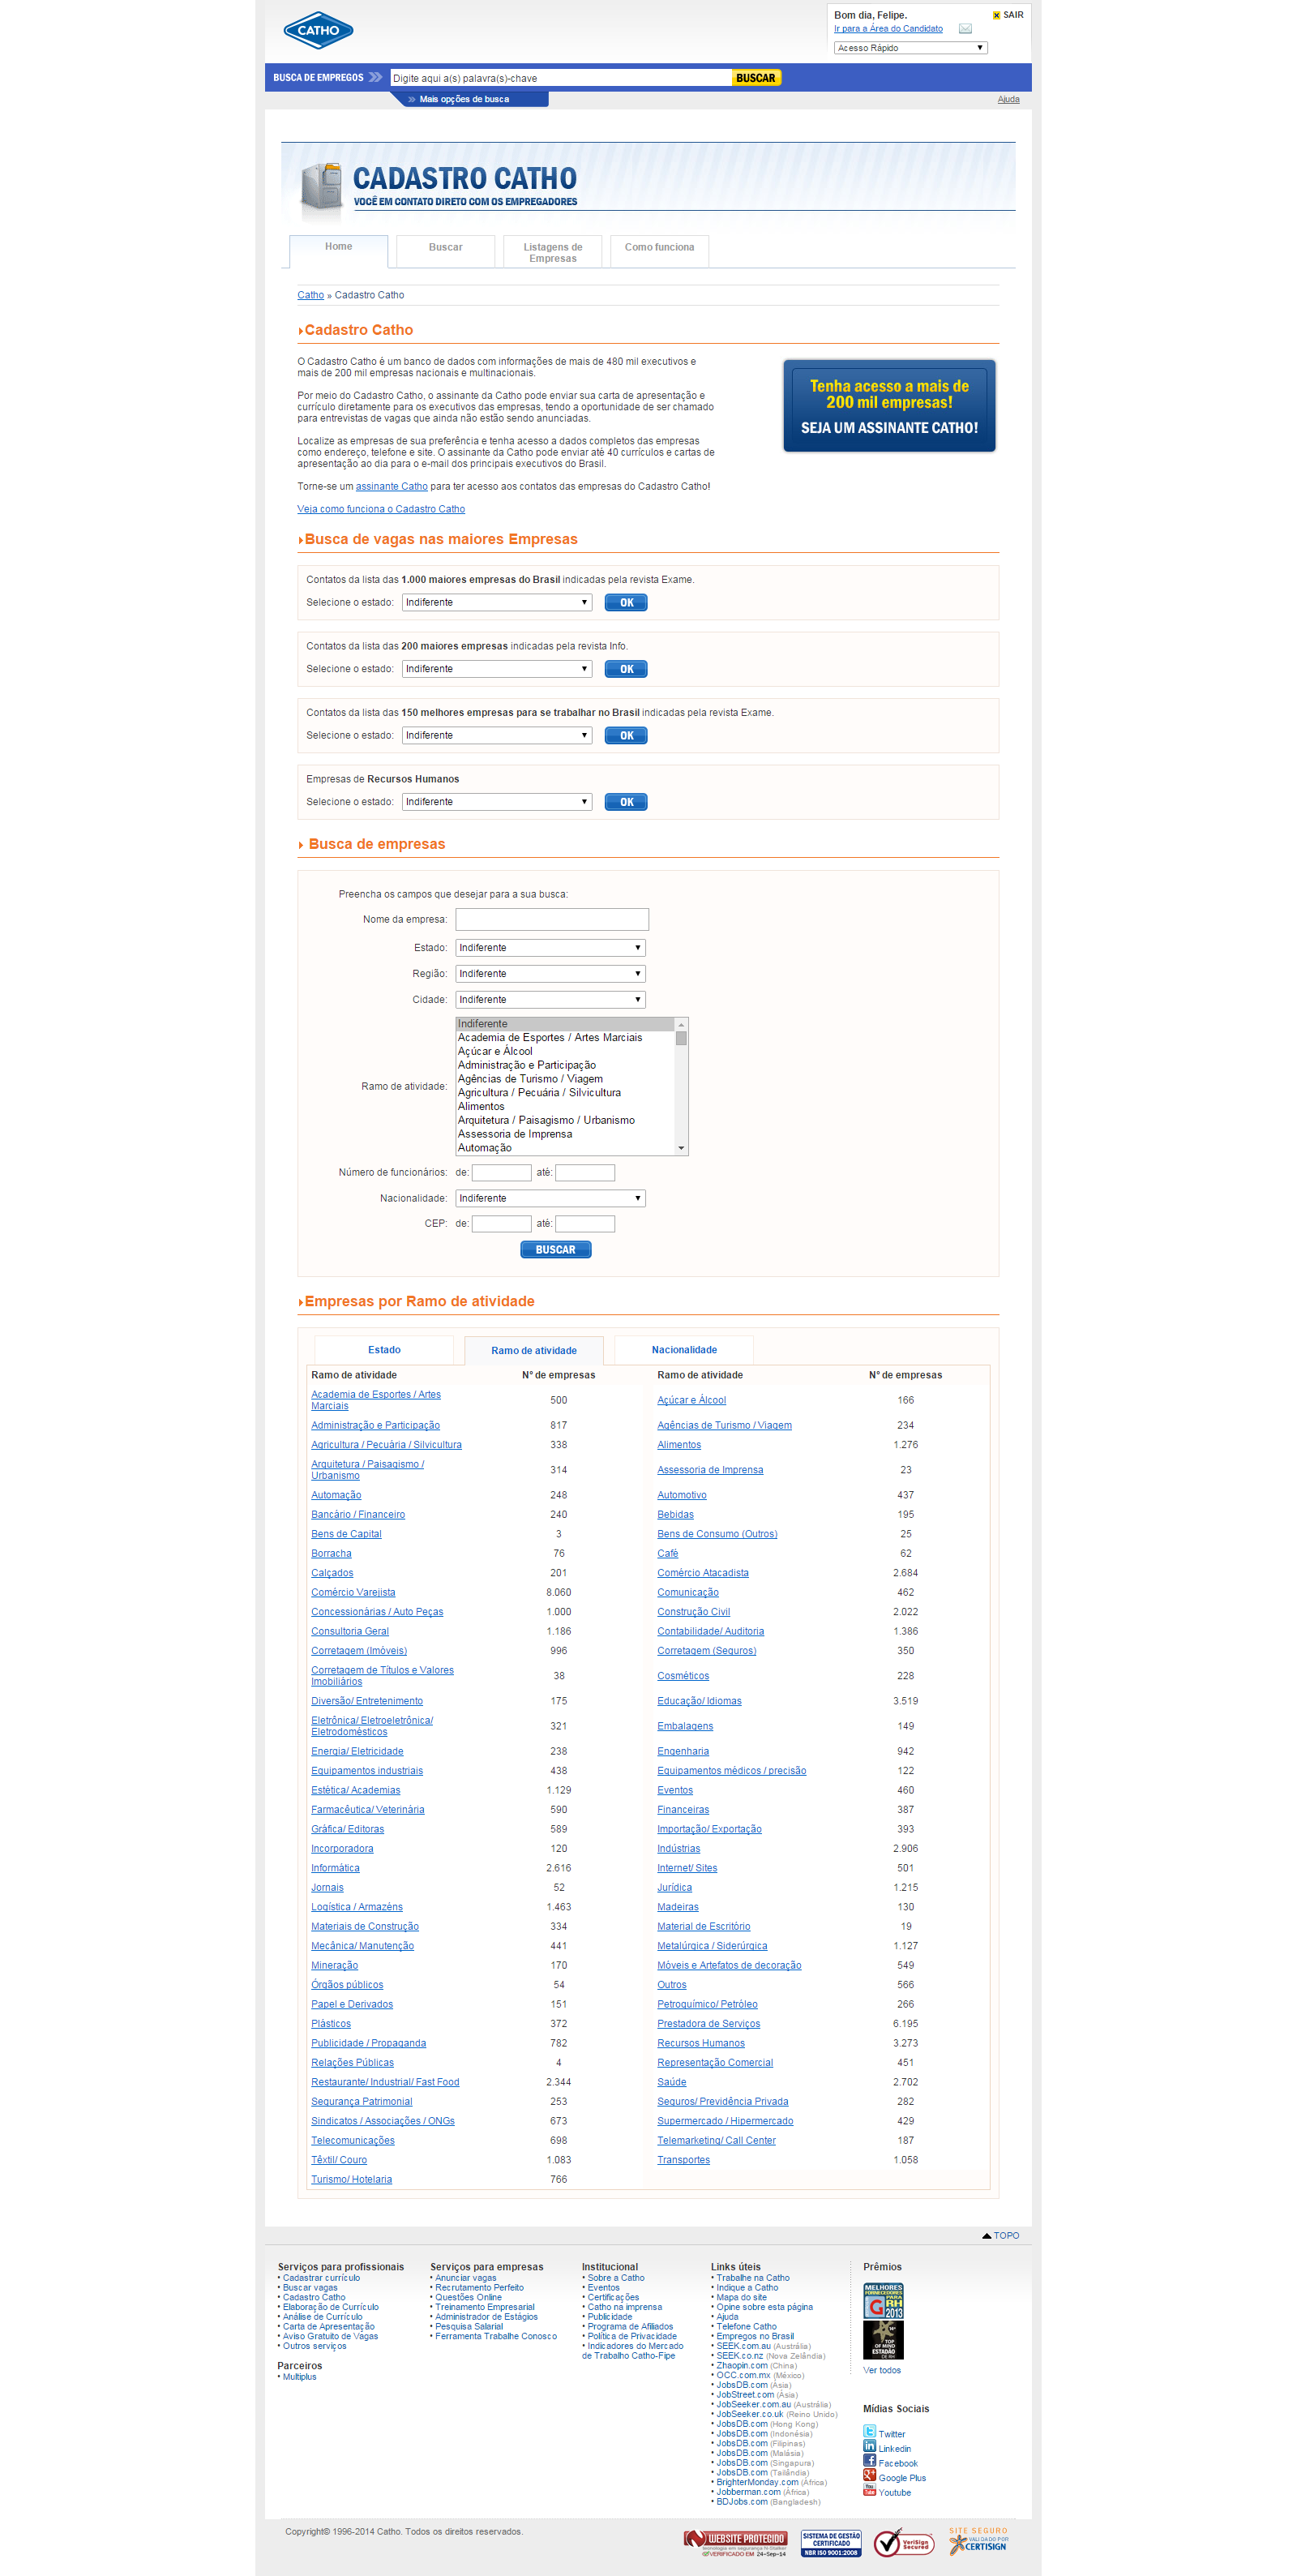 CATHO
Bom dia, Felipe.
SAIR
Ir para a Área do Candidato
Acesso Rápido
BUSCA DE EMPREGOS
Digite aqui a(s) palavra(s)-chave
BUSCAR
Mais opções de busca
Ajuda
CADASTRO CATHO
VOCÊ EM CONTATO DIRETO COM OS EMPREGADORES
Home
Buscar
Listagens de
Empresas
Como funciona
Catho » Cadastro Catho
Cadastro Catho
O Cadastro Catho é um banco de dados com informações de mais de 480 mil executivos e
mais de 200 mil empresas nacionais e multinacionais.
Por meio do Cadastro Catho, o assinante da Catho pode enviar sua carta de apresentação e
currículo diretamente para os executivos das empresas, tendo a oportunidade de ser chamado
para entrevistas de vagas que ainda não estão sendo anunciadas.
Localize as empresas de sua preferência e tenha acesso a dados completos das empresas
como endereço, telefone e site. O assinante da Catho pode enviar até 40 currículos e cartas de
apresentação ao dia para o e-mail dos principais executivos do Brasil.
Torne-se um assinante Catho para ter acesso aos contatos das empresas do Cadastro Catho!
Veja como funciona o Cadastro Catho
Tenha acesso a mais de
200 mil empresas!
SEJA UM ASSINANTE CATHO!
Busca de vagas nas maiores Empresas
Contatos da lista das 1.000 maiores empresas do Brasil indicadas pela revista Exame.
Selecione o estado: Indiferente OK
Contatos da lista das 200 maiores empresas indicadas pela revista Info.
Selecione o estado: Indiferente OK
Contatos da lista das 150 melhores empresas para se trabalhar no Brasil indicadas pela revista Exame.
Selecione o estado: Indiferente OK
Empresas de Recursos Humanos
Selecione o estado: Indiferente OK
Busca de empresas
Preencha os campos que desejar para a sua busca:
Nome da empresa:
Estado: Indiferente
Região: Indiferente
Cidade: Indiferente
Ramo de atividade:
Indiferente
Academia de Esportes / Artes Marciais
Açúcar e Álcool
Administração e Participação
Agências de Turismo / Viagem
Agricultura / Pecuária / Silvicultura
Alimentos
Arquitetura / Paisagismo / Urbanismo
Assessoria de Imprensa
Automação
Número de funcionários: de: até:
Nacionalidade: Indiferente
CEP: de: até:
BUSCAR
Empresas por Ramo de atividade
Estado
Ramo de atividade
Nacionalidade
Ramo de atividade Nº de empresas Ramo de atividade Nº de empresas
Academia de Esportes / Artes
Marciais 500 Açúcar e Álcool 166
Administração e Participação 817 Agências de Turismo / Viagem 234
Agricultura / Pecuária / Silvicultura 338 Alimentos 1.276
Arquitetura / Paisagismo /
Urbanismo 314 Assessoria de Imprensa 23
Automação 248 Automotivo 437
Bancário / Financeiro 240 Bebidas 195
Bens de Capital 3 Bens de Consumo (Outros) 25
Borracha 76 Café 62
Calçados 201 Comércio Atacadista 2.684
Comércio Varejista 8.060 Comunicação 462
Concessionárias / Auto Peças 1.000 Construção Civil 2.022
Consultoria Geral 1.186 Contabilidade/ Auditoria 1.386
Corretagem (Imóveis) 996 Corretagem (Seguros) 350
Corretagem de Títulos e Valores
Imobiliários 38 Cosméticos 228
Diversão/ Entretenimento 175 Educação/ Idiomas 3.519
Eletrônica/ Eletroeletrônica/
Eletrodomésticos 321 Embalagens 149
Energia/ Eletricidade 238 Engenharia 942
Equipamentos industriais 438 Equipamentos médicos / precisão 122
Estética/ Academias 1.129 Eventos 460
Farmacêutica/ Veterinária 590 Financeiras 387
Gráfica/ Editoras 589 Importação/ Exportação 393
Incorporadora 120 Indústrias 2.906
Informática 2.616 Internet/ Sites 501
Jornais 52 Jurídica 1.215
Logística / Armazéns 1.463 Madeiras 130
Materiais de Construção 334 Material de Escritório 19
Mecânica/ Manutenção 441 Metalúrgica / Siderúrgica 1.127
Mineração 170 Móveis e Artefatos de decoração 549
Órgãos públicos 54 Outros 566
Papel e Derivados 151 Petroquímico/ Petróleo 266
Plásticos 372 Prestadora de Serviços 6.195
Publicidade / Propaganda 782 Recursos Humanos 3.273
Relações Públicas 4 Representação Comercial 451
Restaurante/ Industrial/ Fast Food 2.344 Saúde 2.702
Segurança Patrimonial 253 Seguros/ Previdência Privada 282
Sindicatos / Associações / ONGs 673 Supermercado / Hipermercado 429
Telecomunicações 698 Telemarketing/ Call Center 187
Têxtil/ Couro 1.083 Transportes 1.058
Turismo/ Hotelaria 766
TOPO
Serviços para profissionais
• Cadastrar currículo
• Buscar vagas
• Cadastro Catho
• Elaboração de Currículo
• Análise de Currículo
• Carta de Apresentação
• Aviso Gratuito de Vagas
• Outros serviços
Parceiros
• Multiplus
Serviços para empresas
• Anunciar vagas
• Recrutamento Perfeito
• Questões Online
• Treinamento Empresarial
• Administrador de Estágios
• Pesquisa Salarial
• Ferramenta Trabalhe Conosco
Institucional
• Sobre a Catho
• Eventos
• Certificações
• Catho na imprensa
• Publicidade
• Programa de Afiliados
• Política de Privacidade
• Indicadores do Mercado
de Trabalho Catho-Fipe
Links úteis
• Trabalhe na Catho
• Indique a Catho
• Mapa do site
• Opine sobre esta página
• Ajuda
• Telefone Catho
• Empregos no Brasil
• SEEK.com.au (Austrália)
• SEEK.co.nz (Nova Zelândia)
• Zhaopin.com (China)
• OCC.com.mx (México)
• JobsDB.com (Ásia)
• JobStreet.com (Ásia)
• JobSeeker.com.au (Austrália)
• JobSeeker.co.uk (Reino Unido)
• JobsDB.com (Hong Kong)
• JobsDB.com (Indonésia)
• JobsDB.com (Filipinas)
• JobsDB.com (Malásia)
• JobsDB.com (Singapura)
• JobsDB.com (Tailândia)
• BrighterMonday.com (África)
• Jobberman.com (África)
• BDJobs.com (Bangladesh)
Prêmios
MELHORES
FORNECEDORES
PARA
RH
2013
TOP
OF MIND
ESTADÃO
DE RH
Ver todos
Mídias Sociais
Twitter
Linkedin
Facebook
Google Plus
Youtube
Copyright© 1996-2014 Catho. Todos os direitos reservados.
WEBSITE PROTEGIDO
VERIFICADO EM 24-Sep-14
SISTEMA DE GESTÃO
CERTIFICADO
NBR ISO 9001:2008
VeriSign
Secured
SITE SEGURO
VALIDADO POR
CERTISIGN